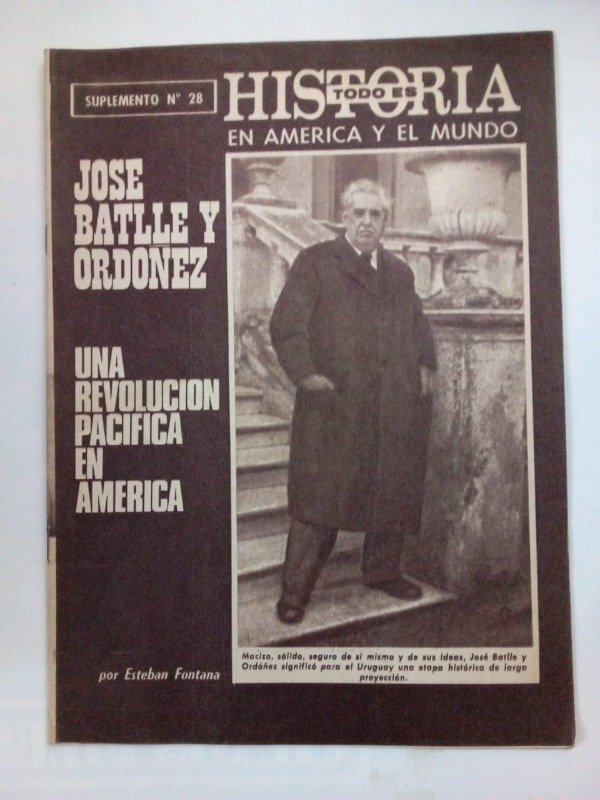 SUPLEMENTO N° 28
HISTORIA
TODO ES
EN AMERICA Y EL MUNDO
JOSE
BATLLE Y
ORDOÑEZ
UNA
REVOLUCION
PACIFICA
EN
AMERICA
por Esteban Fontana
Macizo, sólido, seguro de sí mismo y de sus ideas, José Batlle y
Ordóñez significó para el Uruguay una etapa histórica de larga
proyección.